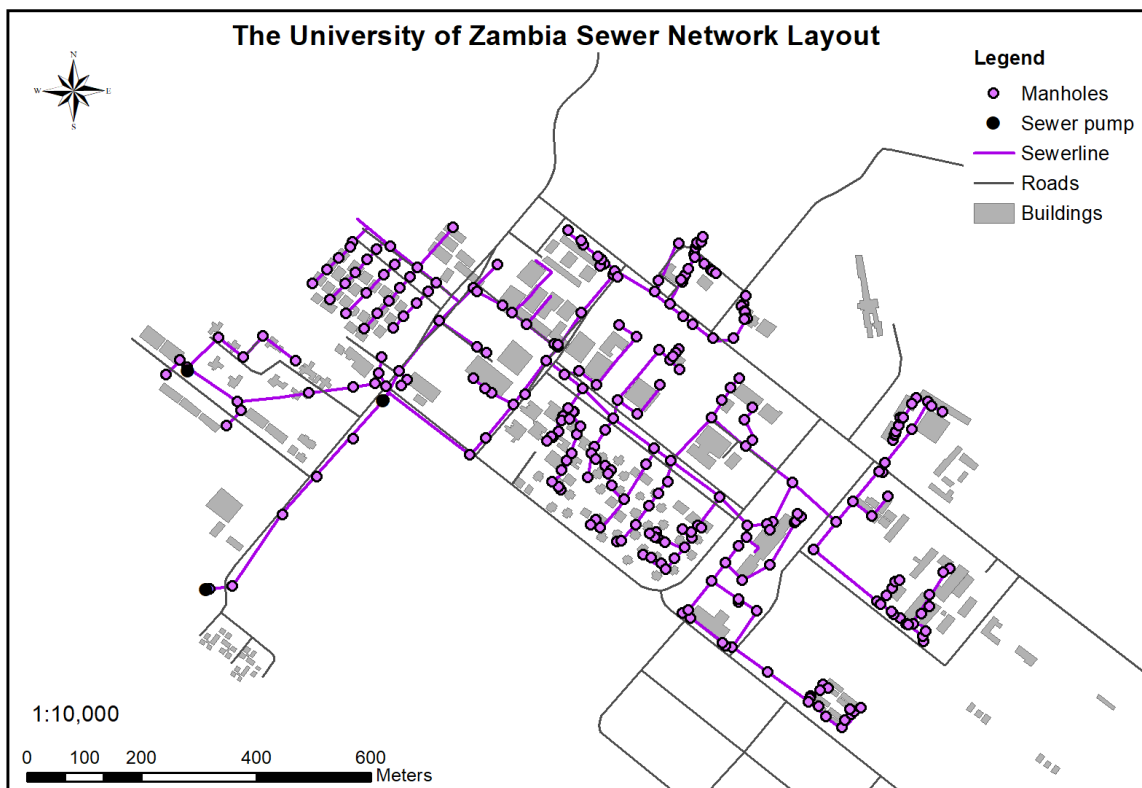 The University of Zambia Sewer Network Layout
N
W
E
S
Legend
Manholes
Sewer pump
Sewerline
Roads
Buildings
1:10,000
0 100 200 400 600
Meters